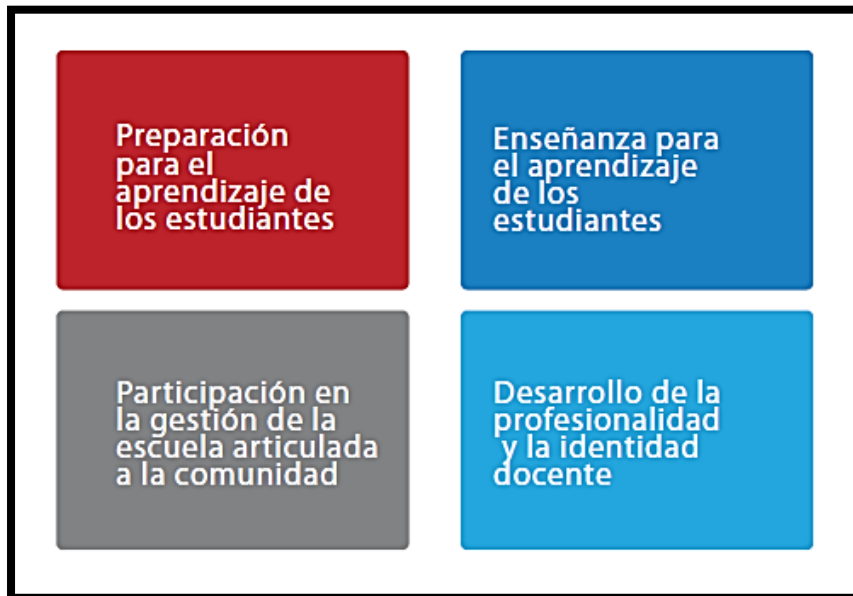 Preparación
para el
aprendizaje de
los estudiantes
Enseñanza para
el aprendizaje
de los
estudiantes
Participación en
la gestión de la
escuela articulada
a la comunidad
Desarrollo de la
profesionalidad
y la identidad
docente